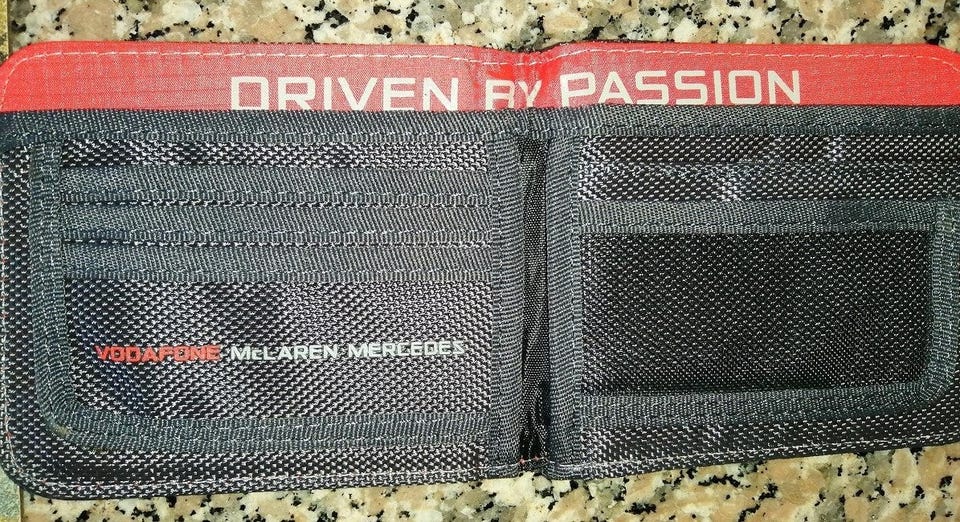 DRIVEN BY PASSION
VODAFONE McLAREN MERCEDES